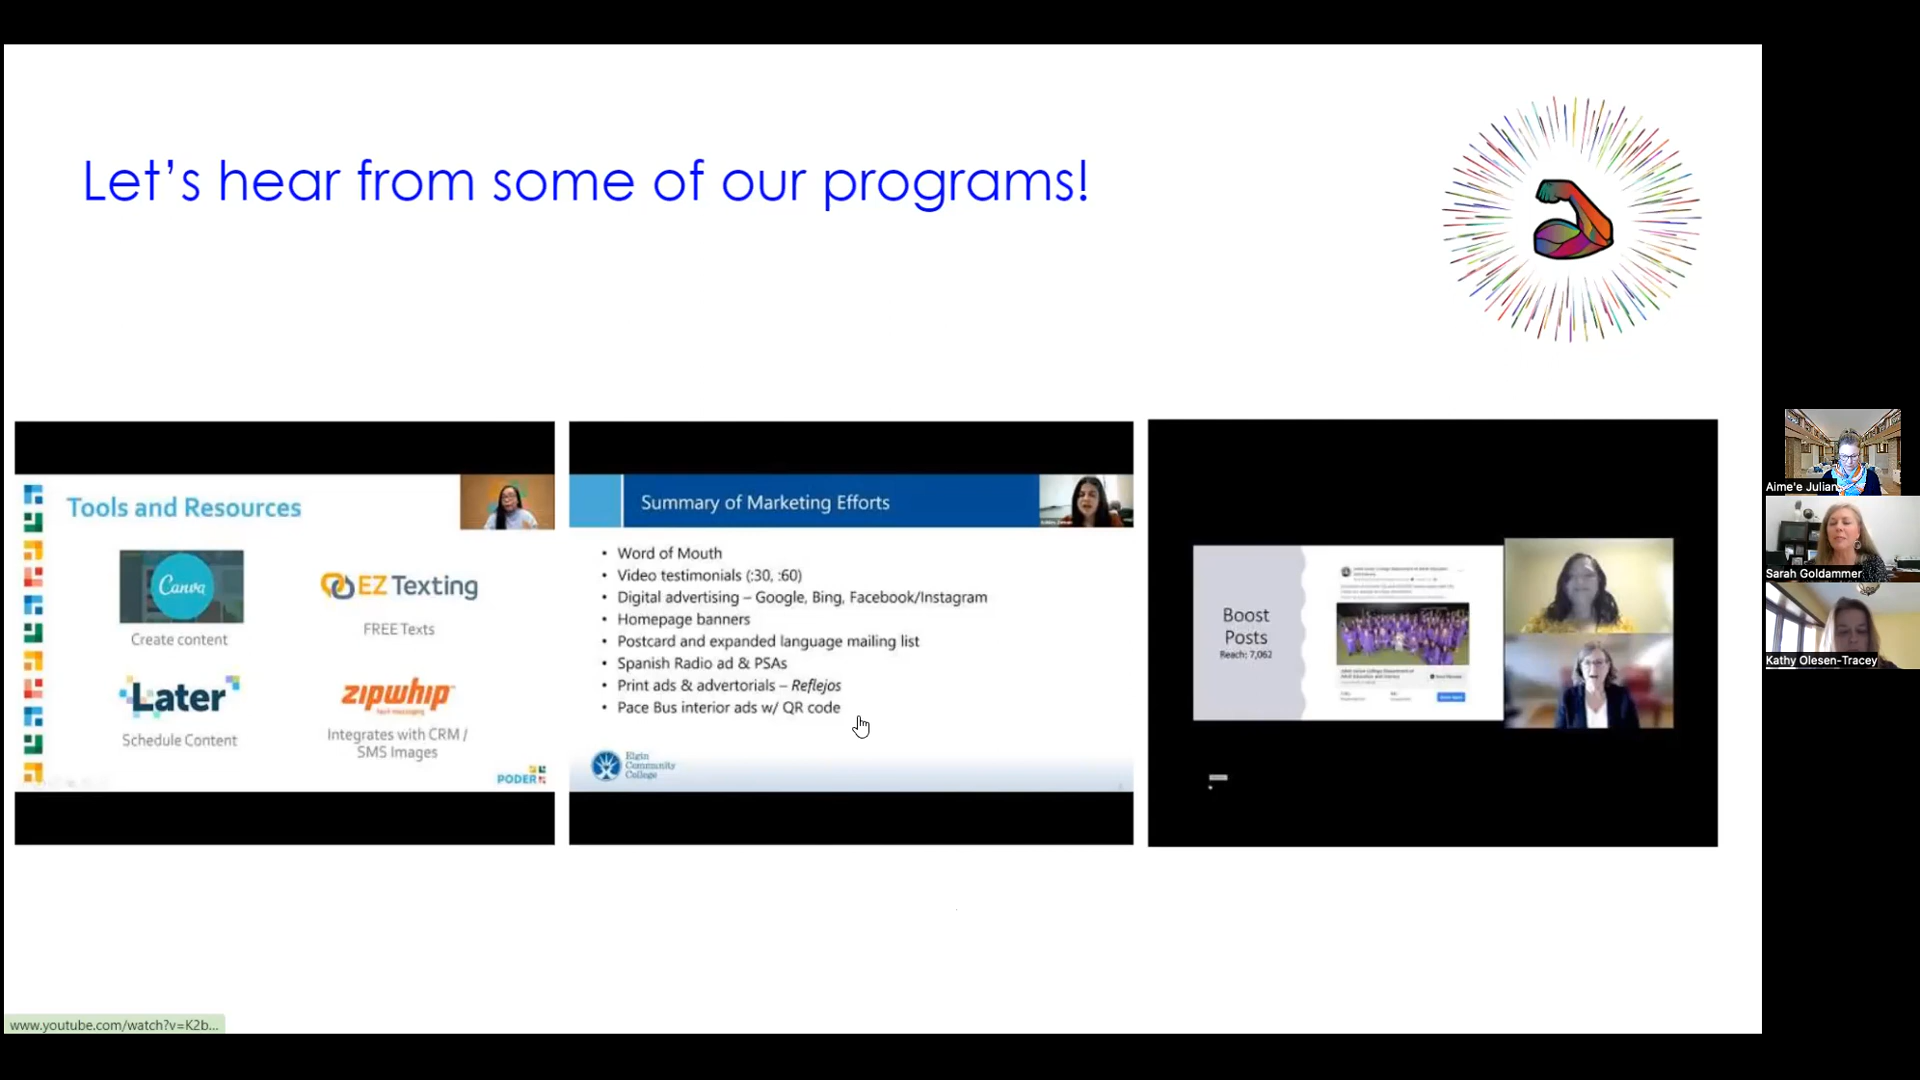 Let's hear from some of our programs!
Tools and Resources
Canva
Create content
EZ Texting
FREE Texts
Later
Schedule Content
zipwhip
Integrates with CRM /
SMS Images
PODER
Summary of Marketing Efforts
• Word of Mouth
• Video testimonials (:30, :60)
• Digital advertising – Google, Bing, Facebook/Instagram
• Homepage banners
• Postcard and expanded language mailing list
• Spanish Radio ad & PSAs
• Print ads & advertorials – Reflejos
• Pace Bus interior ads w/ QR code
Elgin
Community
College
Boost
Posts
Reach: 7,062
Aime'e Julian
Sarah Goldammer
Kathy Olesen-Tracey
www.youtube.com/watch?v=K2b...